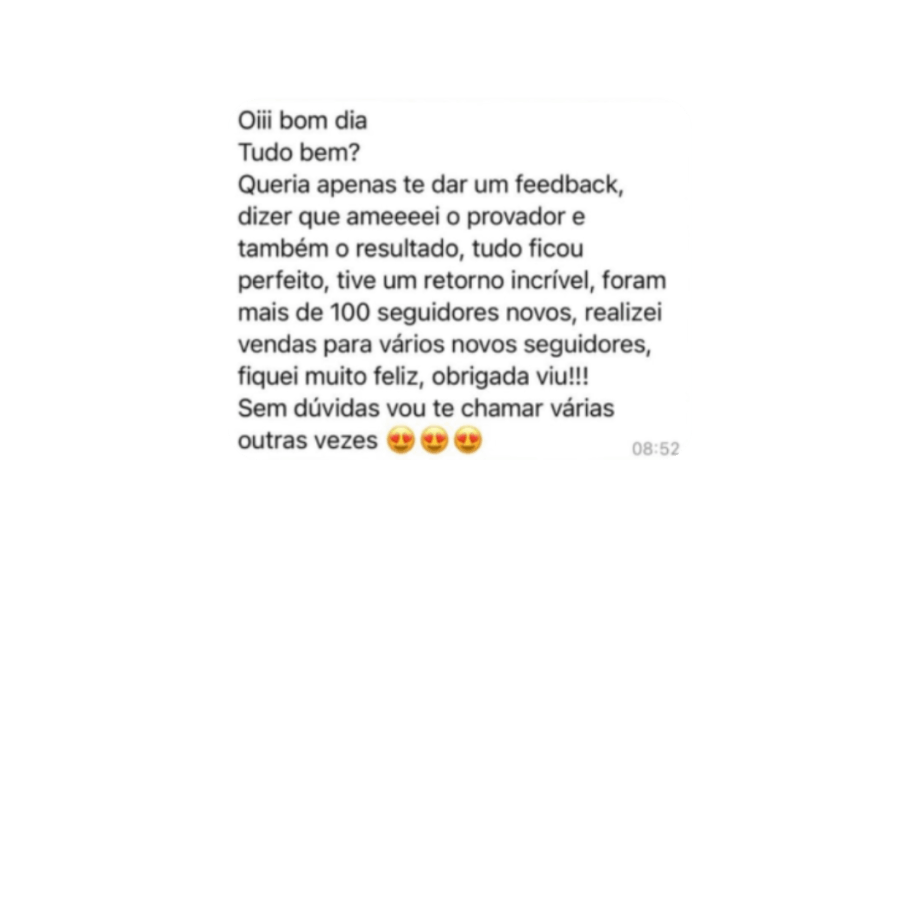 Oiii bom dia
Tudo bem?
Queria apenas te dar um feedback,
dizer que ameeeei o provador e
também o resultado, tudo ficou
perfeito, tive um retorno incrível, foram
mais de 100 seguidores novos, realizei
vendas para vários novos seguidores,
fiquei muito feliz, obrigada viu!!!
Sem dúvidas vou te chamar várias
outras vezes 😍😍😍
08:52